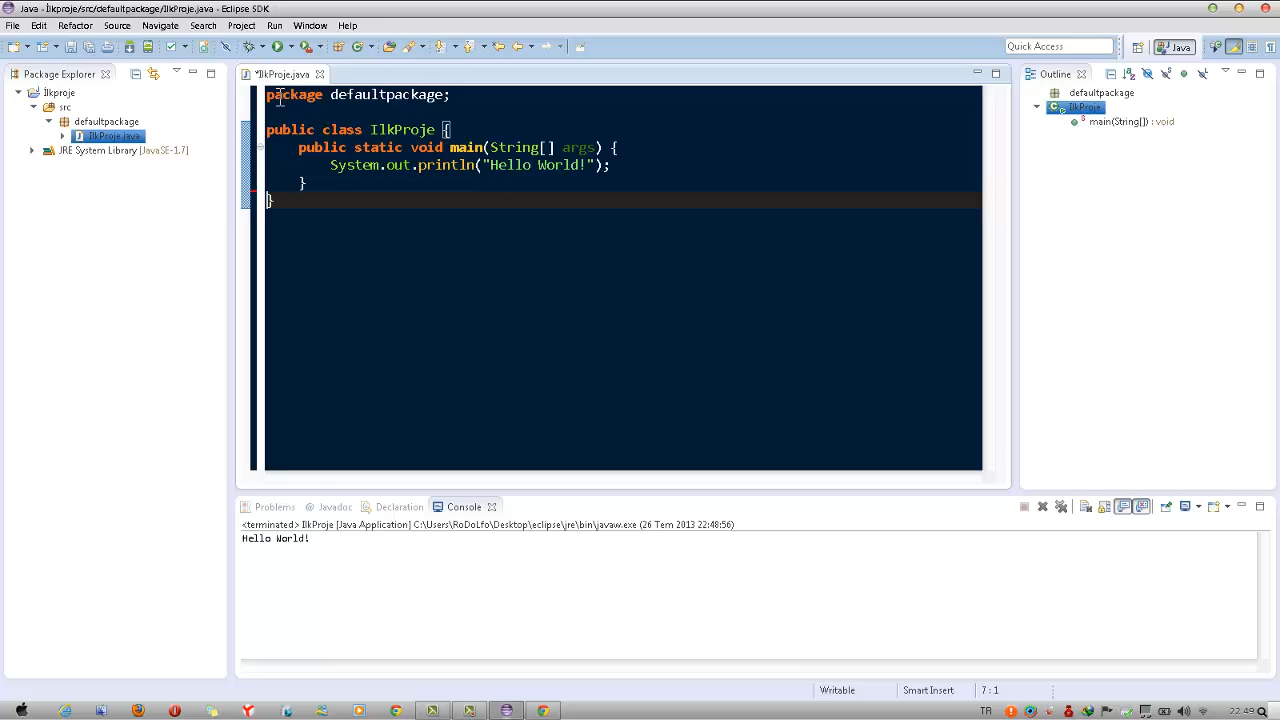 Java - İlkproje/src/defaultpackage/IlkProje.java - Eclipse SDK
File Edit Refactor Source Navigate Search Project Run Window Help
Quick Access
Java
Package Explorer
İlkproje
src
defaultpackage
IlkProje.java
JRE System Library [JavaSE-1.7]
*IlkProje.java
package defaultpackage;
public class IlkProje {
public static void main(String[] args) {
System.out.println("Hello World!");
}
}
Outline
defaultpackage
IlkProje
main(String[]) : void
Problems Javadoc Declaration Console
<terminated> IlkProje [Java Application] C:\Users\RoDoLfo\Desktop\eclipse\jre\bin\javaw.exe (26 Tem 2013 22:48:56)
Hello World!
Writable Smart Insert 7 : 1
TR 22:49